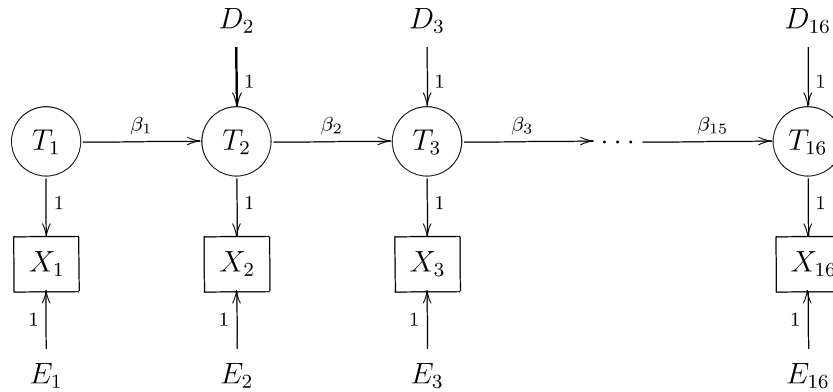 D₂ D₃ D₁₆
1 1 1
T₁ β₁ T₂ β₂ T₃ β₃ ··· β₁₅ T₁₆
1 1 1 1
X₁ X₂ X₃ X₁₆
1 1 1 1
E₁ E₂ E₃ E₁₆